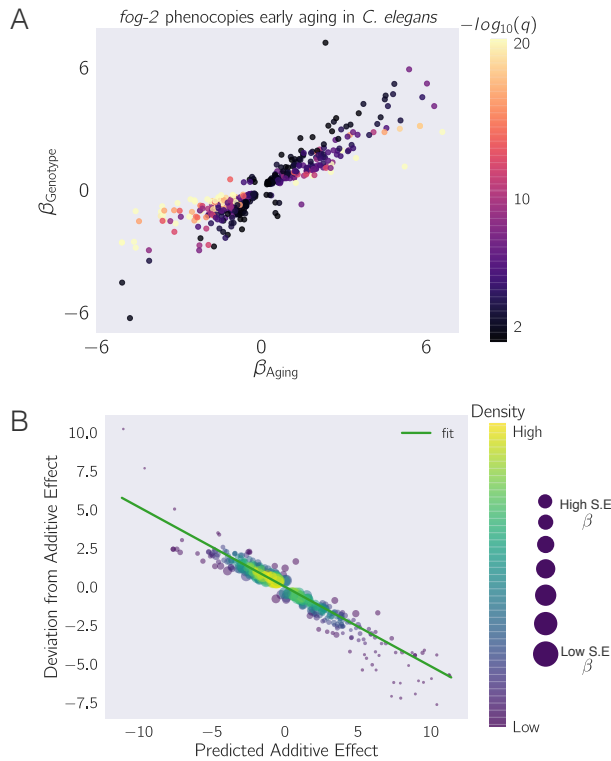 A
fog-2 phenocopies early aging in C. elegans
−log10(q)
20
10
2
6
0
−6
βGenotype
−6
0
6
βAging
B
Density
High
Low
fit
10.0
7.5
5.0
2.5
0.0
−2.5
−5.0
−7.5
Deviation from Additive Effect
−10
−5
0
5
10
Predicted Additive Effect
High S.E
β
Low S.E
β